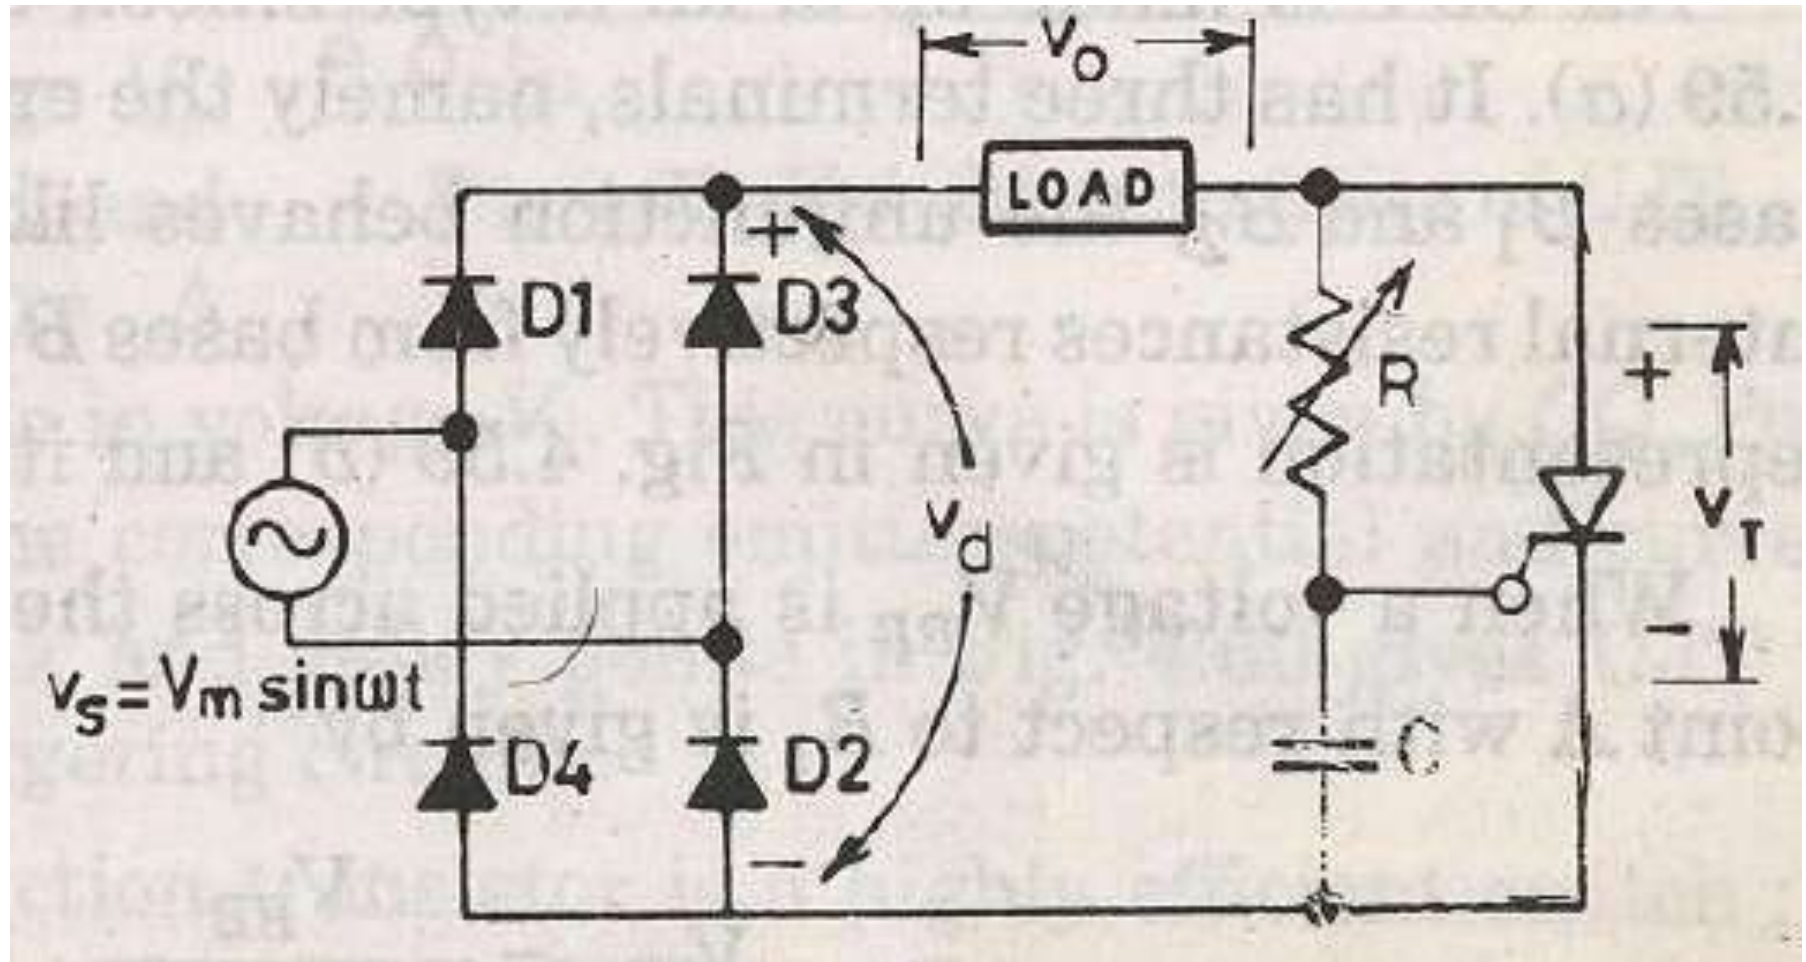 v_o
LOAD
+
D1
D3
R
+
v_d
v_T
v_s = V_m sinωt
D4
D2
C
-
-